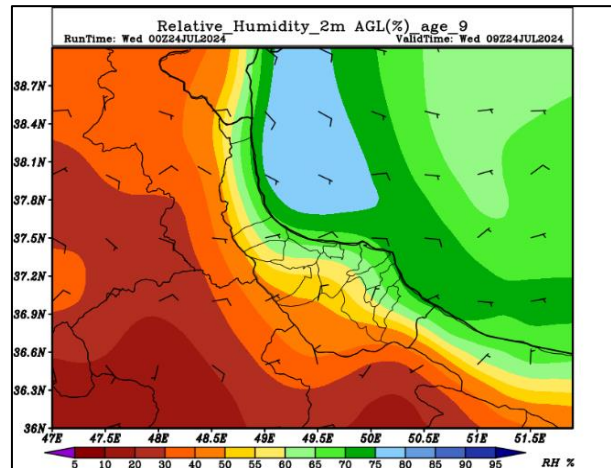 Relative_Humidity_2m AGL(%)_age_9
RunTime: Wed 00Z24JUL2024 ValidTime: Wed 09Z24JUL2024
38.7N
38.4N
38.1N
37.8N
37.5N
37.2N
36.9N
36.6N
36.3N
36N
47E 47.5E 48E 48.5E 49E 49.5E 50E 50.5E 51E 51.5E
5 10 20 30 40 50 55 60 65 70 75 80 85 90 95 RH %